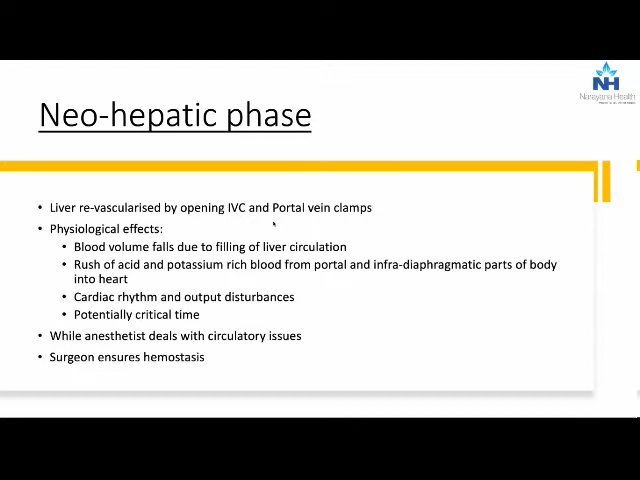 NH
Narayana Health
Neo-hepatic phase
• Liver re-vascularised by opening IVC and Portal vein clamps
• Physiological effects:
• Blood volume falls due to filling of liver circulation
• Rush of acid and potassium rich blood from portal and infra-diaphragmatic parts of body
into heart
• Cardiac rhythm and output disturbances
• Potentially critical time
• While anesthetist deals with circulatory issues
• Surgeon ensures hemostasis